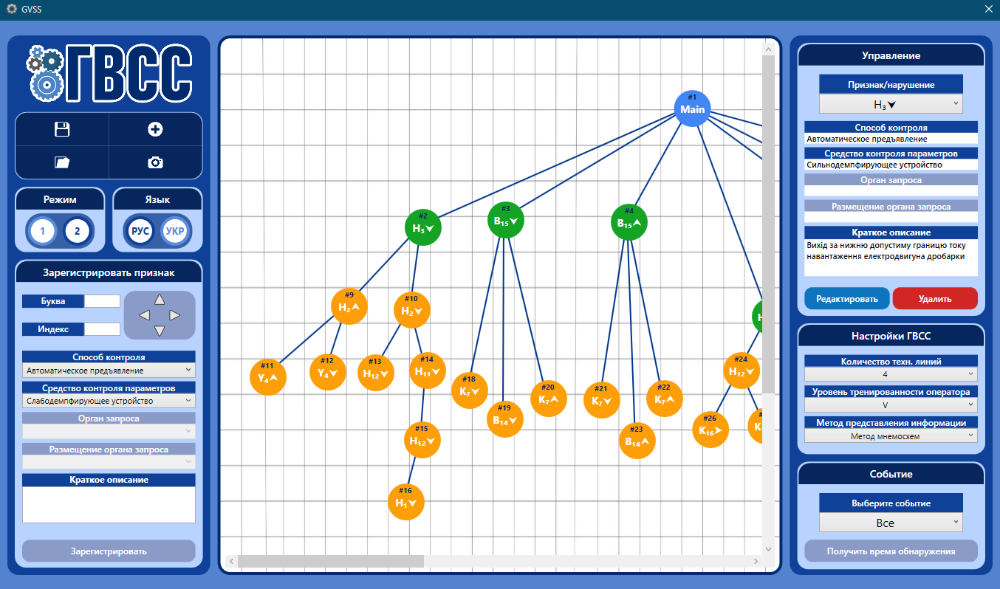 GVSS
ГВСС
Режим
1
2
Язык
РУС
УКР
Зарегистрировать признак
Буква
Индекс
Способ контроля
Автоматическое предъявление
Средство контроля параметров
Слабодемпфирующее устройство
Орган запроса
Размещение органа запроса
Краткое описание
Зарегистрировать
#1
Main
#2
H₃
#3
B₁₅
#4
B₁₅
#9
H₂
#10
H₂
#11
Y₄
#12
Y₄
#13
H₁₂
#14
H₁₁
#15
H₁₂
#16
H₁
#18
K₇
#19
B₁₄
#20
K₇
#21
K₇
#22
K₇
#23
B₁₄
#24
H₁₂
#26
K₁₆
Управление
Признак/нарушение
H₃
Способ контроля
Автоматическое предъявление
Средство контроля параметров
Сильнодемпфирующее устройство
Орган запроса
Размещение органа запроса
Краткое описание
Вихід за нижню допустиму границю току
навантаження електродвигуна дробарки
Редактировать
Удалить
Настройки ГВСС
Количество техн. линий
4
Уровень тренированности оператора
V
Метод представления информации
Метод мнемосхем
Событие
Выберите событие
Все
Получить время обнаружения